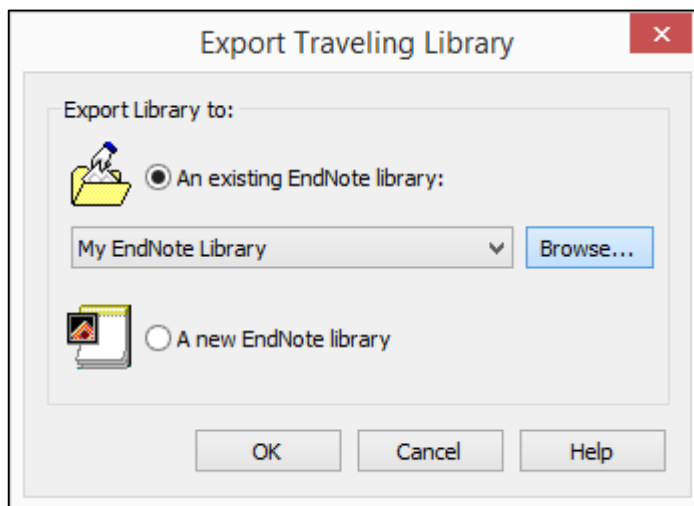 Export Traveling Library
Export Library to:
An existing EndNote library:
My EndNote Library
Browse...
A new EndNote library
OK
Cancel
Help